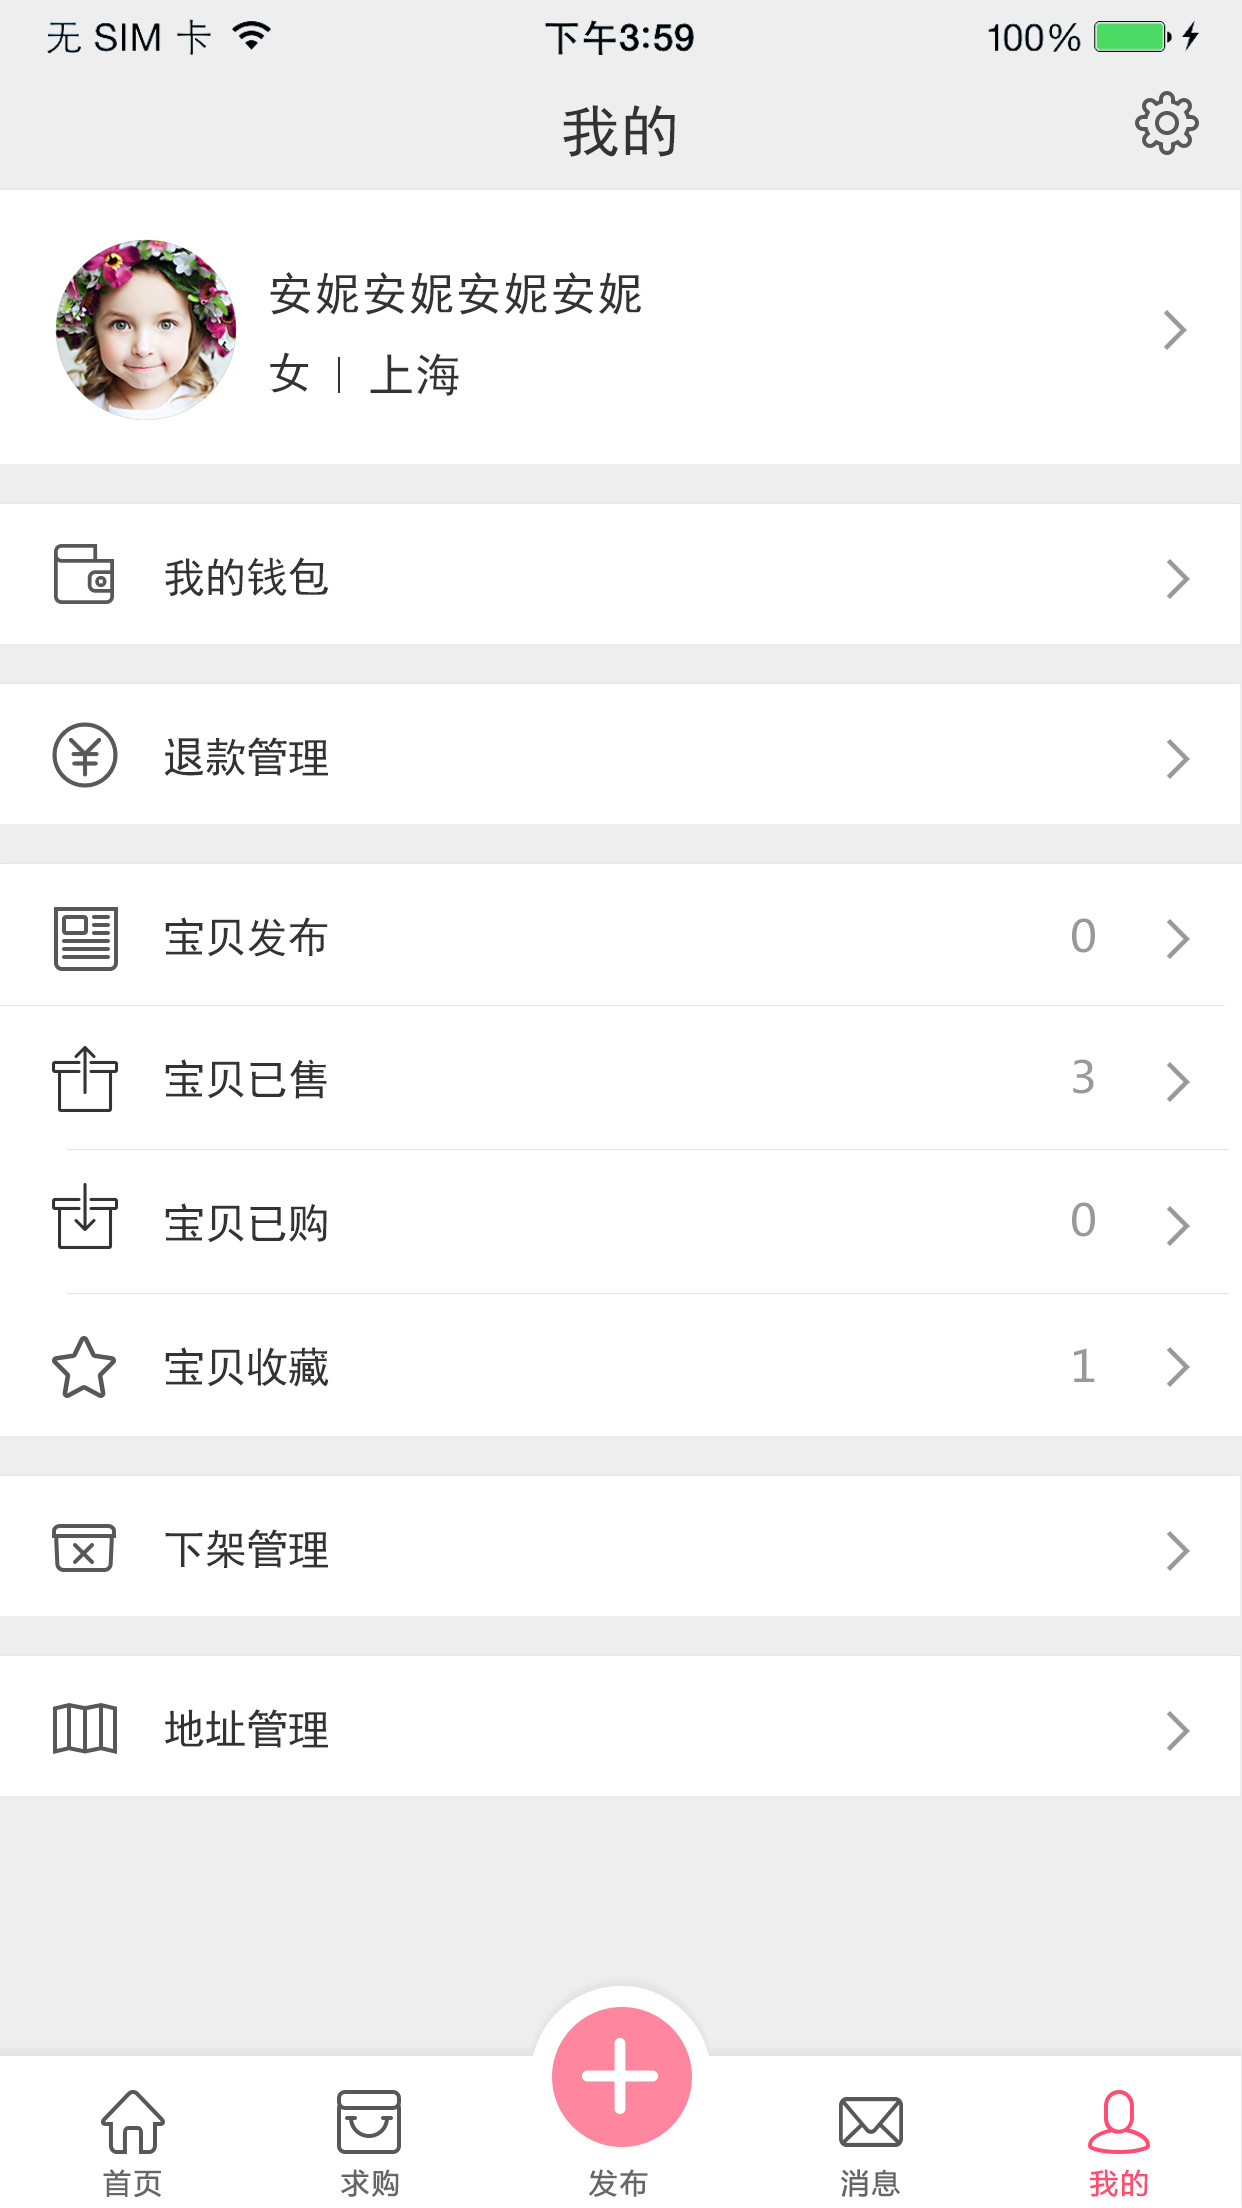 无 SIM 卡 下午3:59 100%
我的
安妮安妮安妮安妮
女 | 上海
我的钱包
退款管理
宝贝发布 0
宝贝已售 3
宝贝已购 0
宝贝收藏 1
下架管理
地址管理
首页 求购 发布 消息 我的